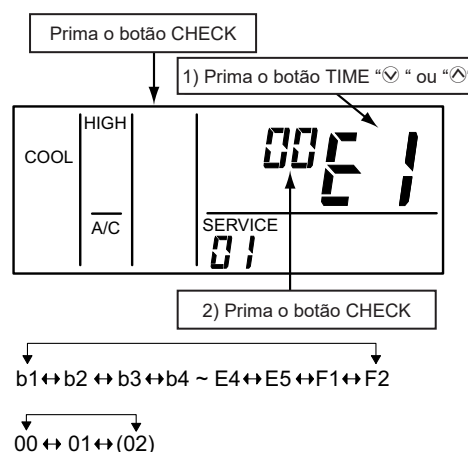 Prima o botão CHECK
1) Prima o botão TIME “ “ ou “
HIGH
COOL
00 E1
A/C
SERVICE
01
2) Prima o botão CHECK
b1↔b2 ↔ b3 ↔b4 ~ E4↔E5 ↔F1↔F2
00 ↔ 01↔(02)